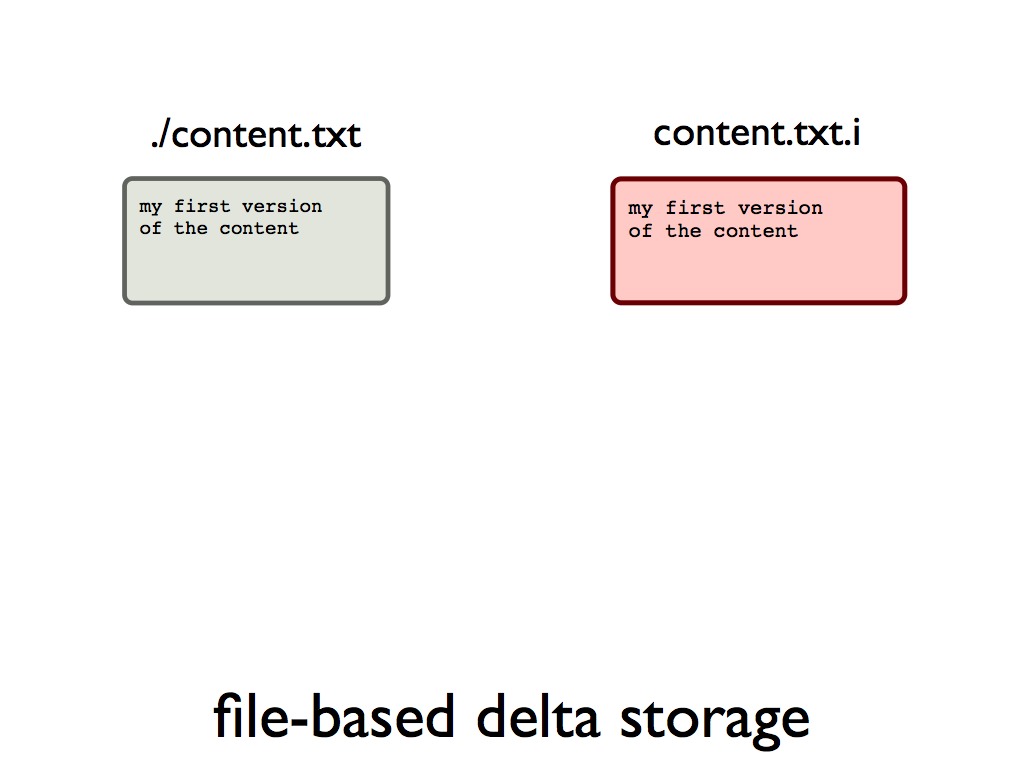 ./content.txt
content.txt.i
my first version
of the content
my first version
of the content
file-based delta storage